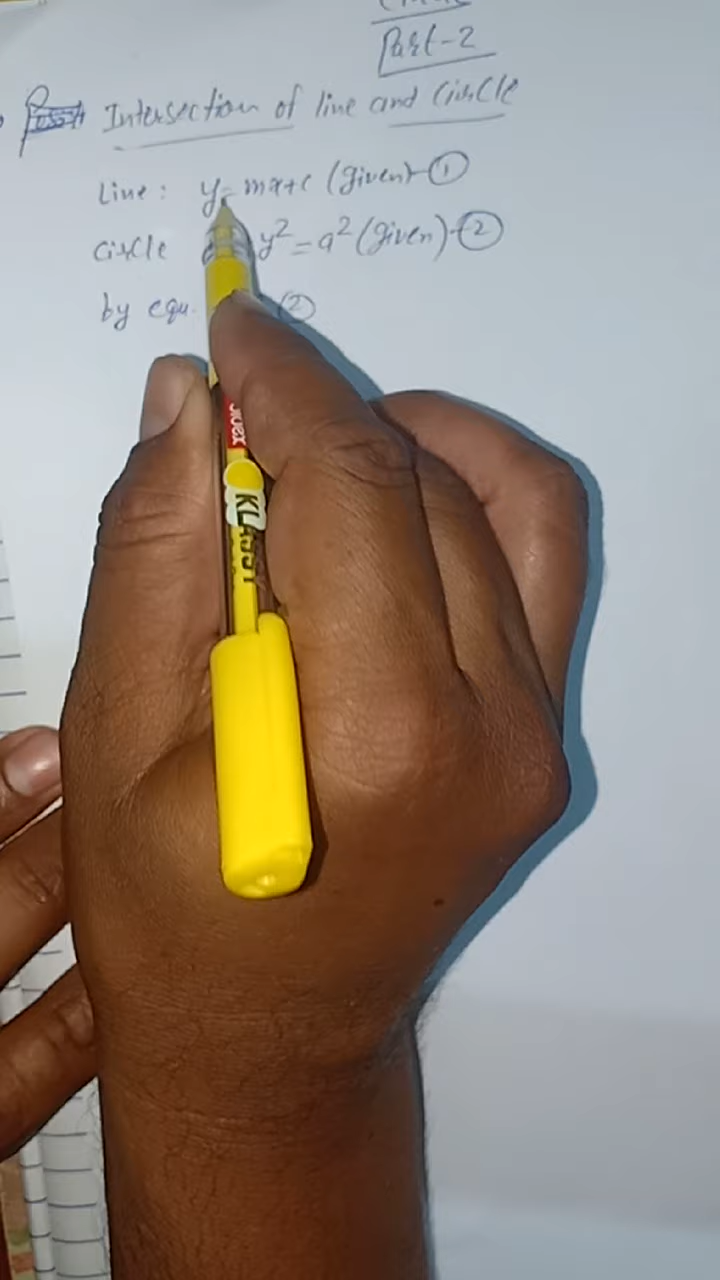 Part-2
Intersection of line and Circle
Line: y=mx+c (given)-①
Circle y²=a² (given)-②
by equ. ②
KLASSY